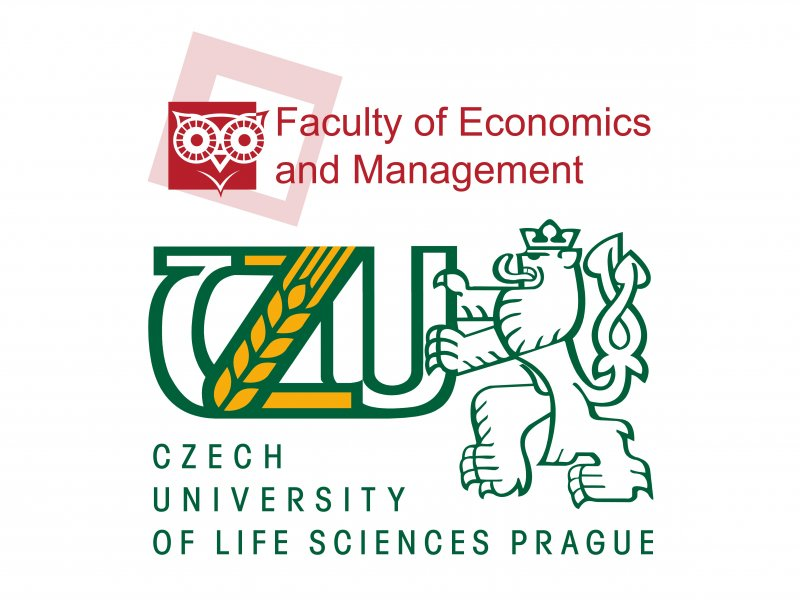 Faculty of Economics
and Management
CZU
CZECH
UNIVERSITY
OF LIFE SCIENCES PRAGUE